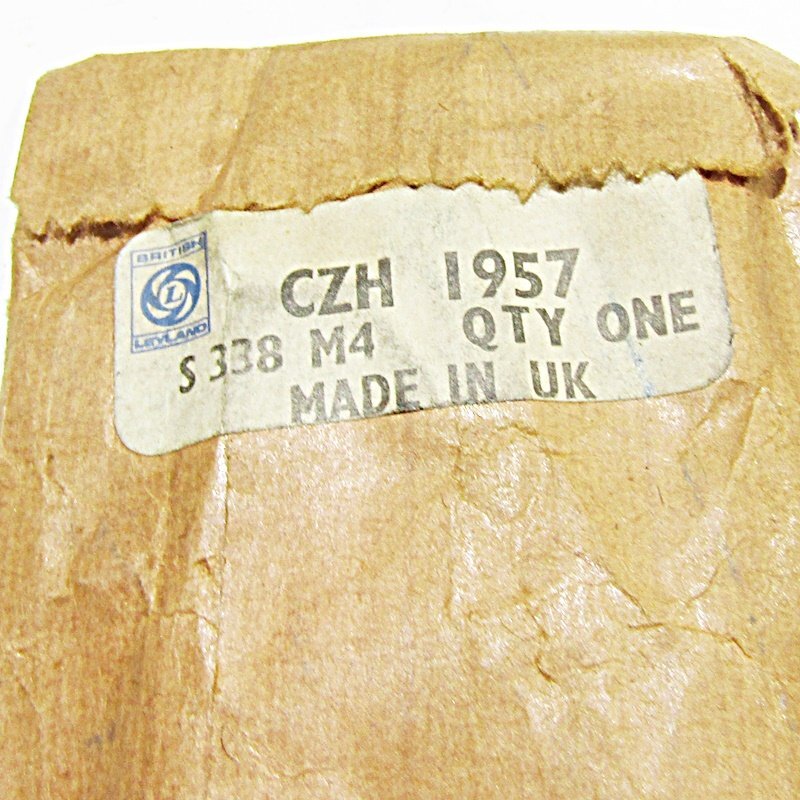 BRITISH
L
LEYLAND
CZH 1957
S 338 M4 QTY ONE
MADE IN UK